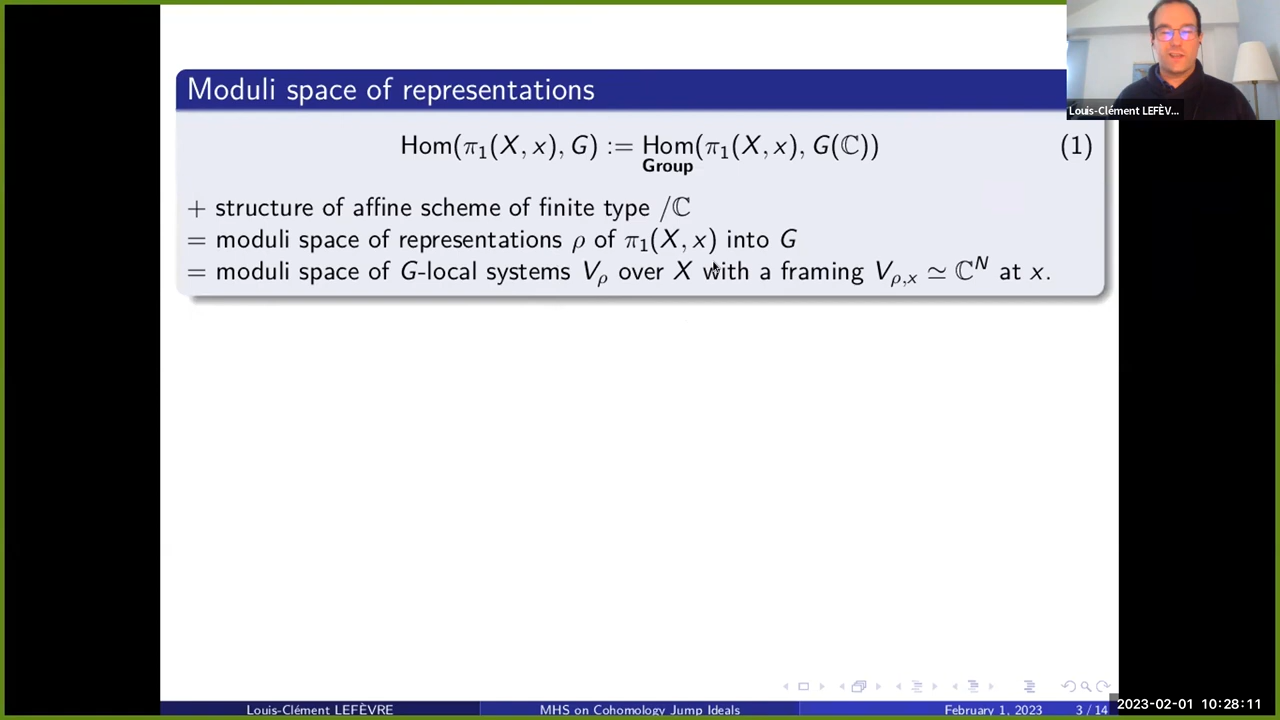 Moduli space of representations
Hom(π₁(X, x), G) := Hom(π₁(X, x), G(ℂ)) (1)
Group
+ structure of affine scheme of finite type /ℂ
= moduli space of representations ρ of π₁(X, x) into G
= moduli space of G-local systems V_ρ over X with a framing V_{ρ,x} ≃ ℂ^N at x.
Louis-Clément LEFÈV...
Louis-Clément LEFÈVRE MHS on Cohomology Jump Ideals February 1, 2023 3 / 14
2023-02-01 10:28:11